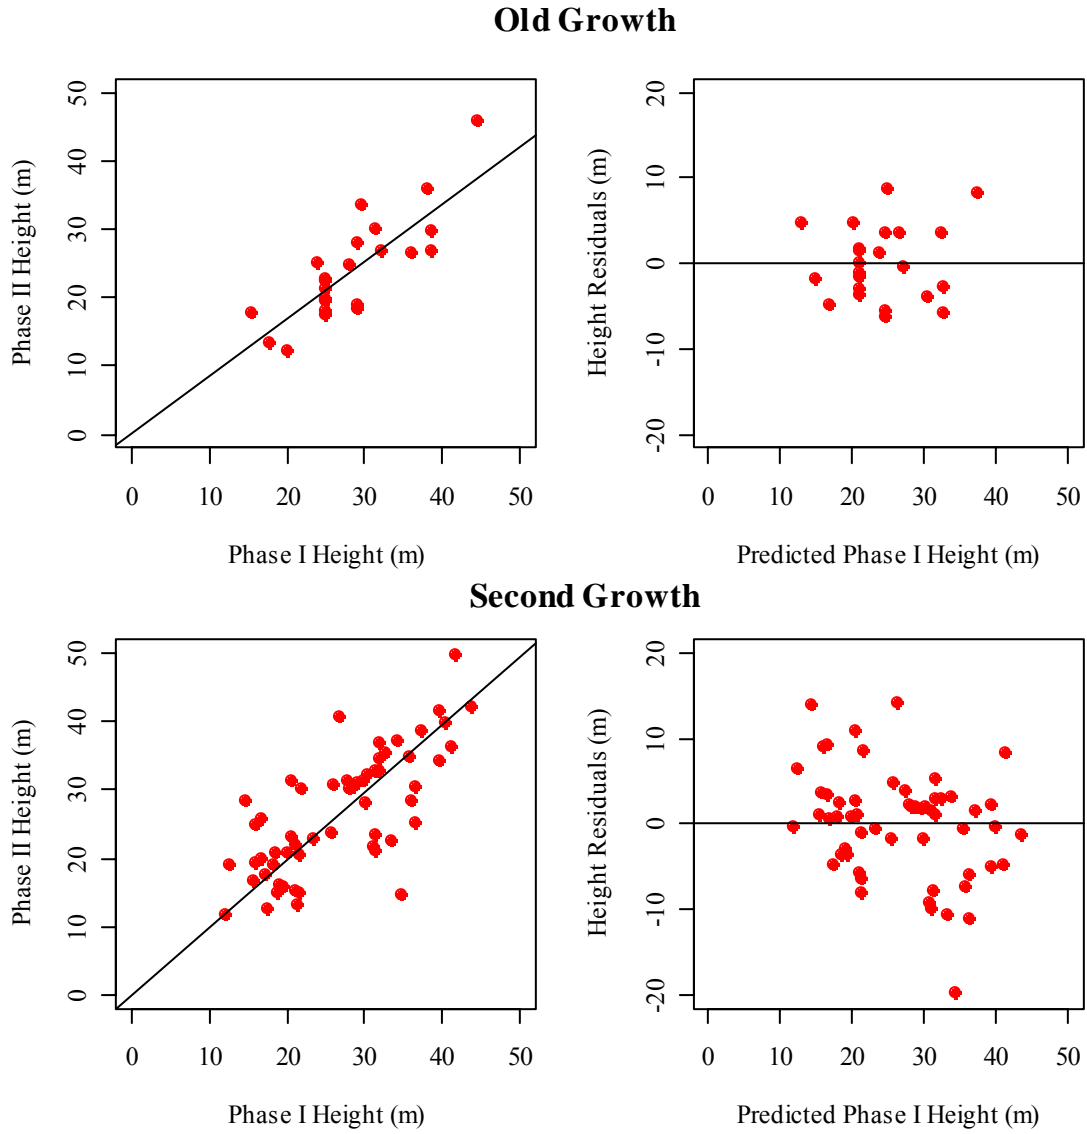 Old Growth
Phase II Height (m)
50
40
30
20
10
0
0 10 20 30 40 50
Phase I Height (m)
Height Residuals (m)
20
10
0
-10
-20
0 10 20 30 40 50
Predicted Phase I Height (m)
Second Growth
Phase II Height (m)
50
40
30
20
10
0
0 10 20 30 40 50
Phase I Height (m)
Height Residuals (m)
20
10
0
-10
-20
0 10 20 30 40 50
Predicted Phase I Height (m)